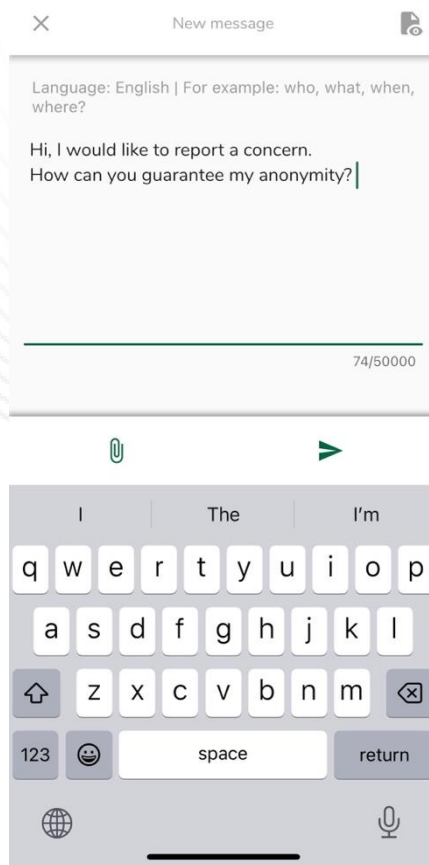 New message
Language: English | For example: who, what, when,
where?
Hi, I would like to report a concern.
How can you guarantee my anonymity?
74/50000
I The I'm
q w e r t y u i o p
a s d f g h j k l
z x c v b n m
123 space return